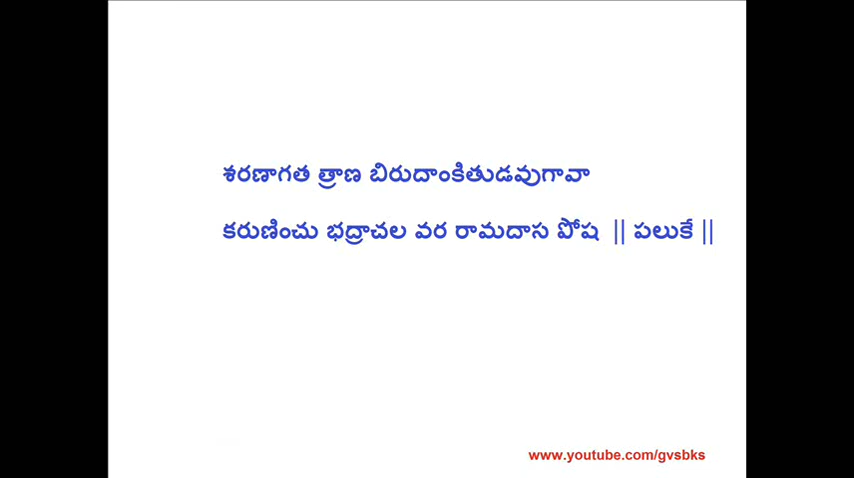 శరణాగత త్రాణ బిరుదాంకితుడవుగావా
కరుణించు భద్రాచల వర రామదాస పోష || పలుకే ||
www.youtube.com/gvsbks